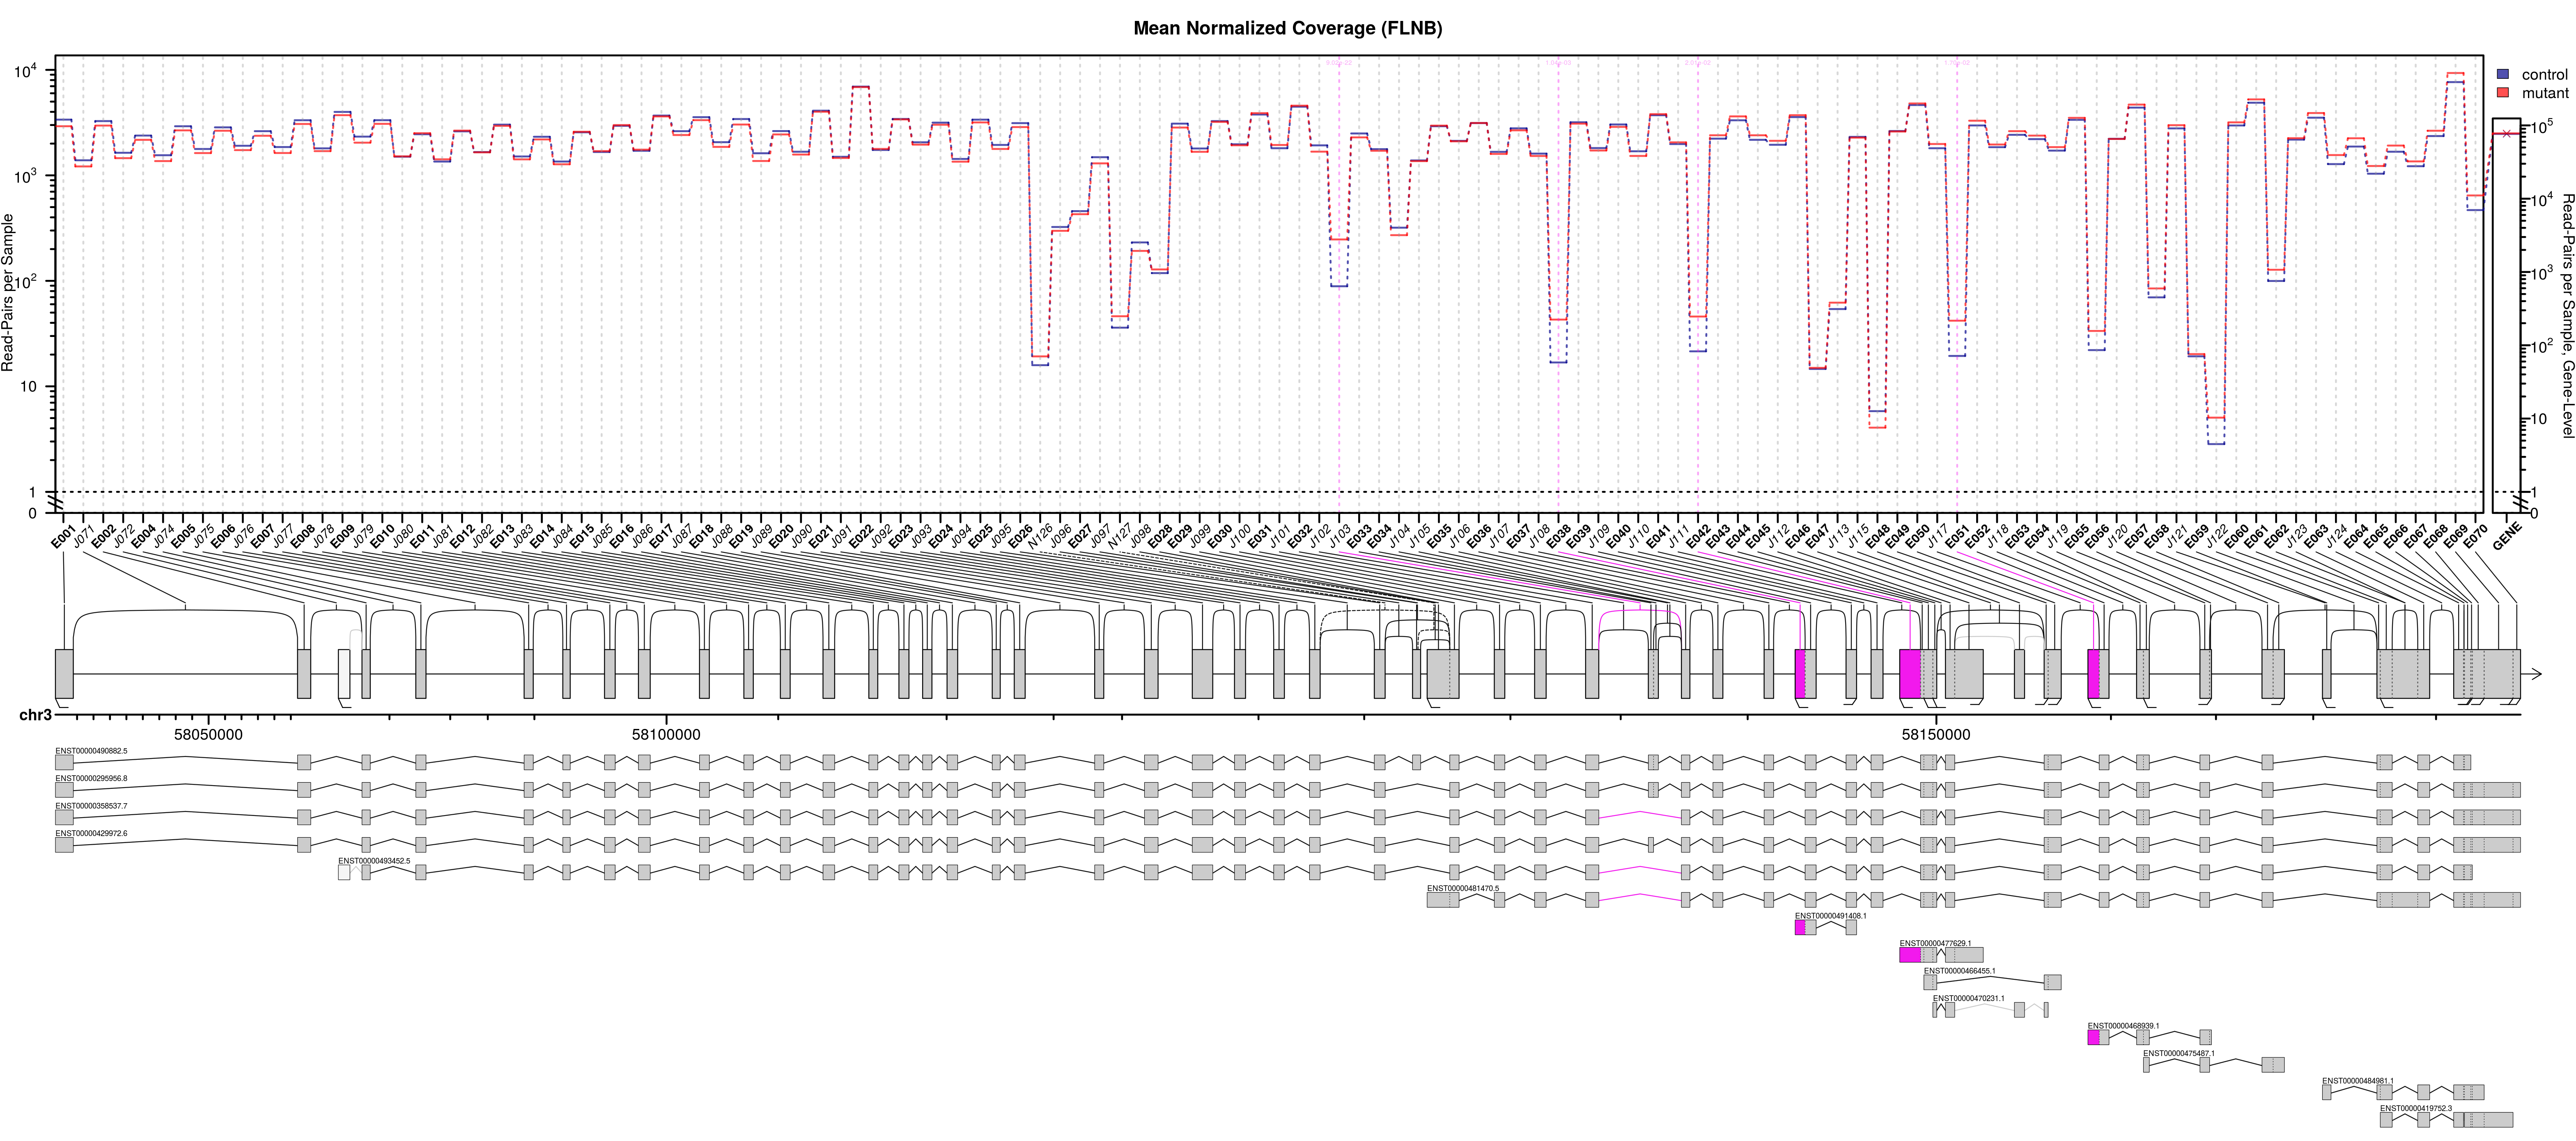 Mean Normalized Coverage (FLNB)
10^4
10^3
10^2
10
1
0
Read-Pairs per Sample
control
mutant
10^5
10^4
10^3
10^2
10
1
0
Read-Pairs per Sample, Gene-Level
E001 J071 E002 J072 E004 J074 E005 J075 E006 J076 E007 J077 E008 J078 E009 J079 E010 J080 E011 J081 E012 J082 E013 J083 E014 J084 E015 J085 E016 J086 E017 J087 E018 J088 E019 J089 E020 J090 E021 J091 E022 J092 E023 J093 E024 J094 E025 J095 E026 N126 J096 E027 J097 N127 J098 E028 E029 J099 E030 J100 E031 J101 E032 J102 J103 E033 E034 J104 J105 E035 J106 E036 J107 E037 J108 E038 E039 J109 E040 J110 E041 J111 E042 E043 E044 E045 J112 E046 E047 J113 J115 E048 E049 E050 J117 E051 E052 J118 E053 E054 J119 E055 E056 J120 E057 E058 J121 E059 J122 E060 E061 E062 J123 E063 J124 E064 E065 E066 E067 E068 E069 E070 GENE
chr3
58050000 58100000 58150000
ENST00000490882.5
ENST00000295956.8
ENST00000358537.7
ENST00000429972.6
ENST00000493452.5
ENST00000481470.5
ENST00000491408.1
ENST00000477629.1
ENST00000466455.1
ENST00000470231.1
ENST00000468939.1
ENST00000475487.1
ENST00000484981.1
ENST00000419752.3